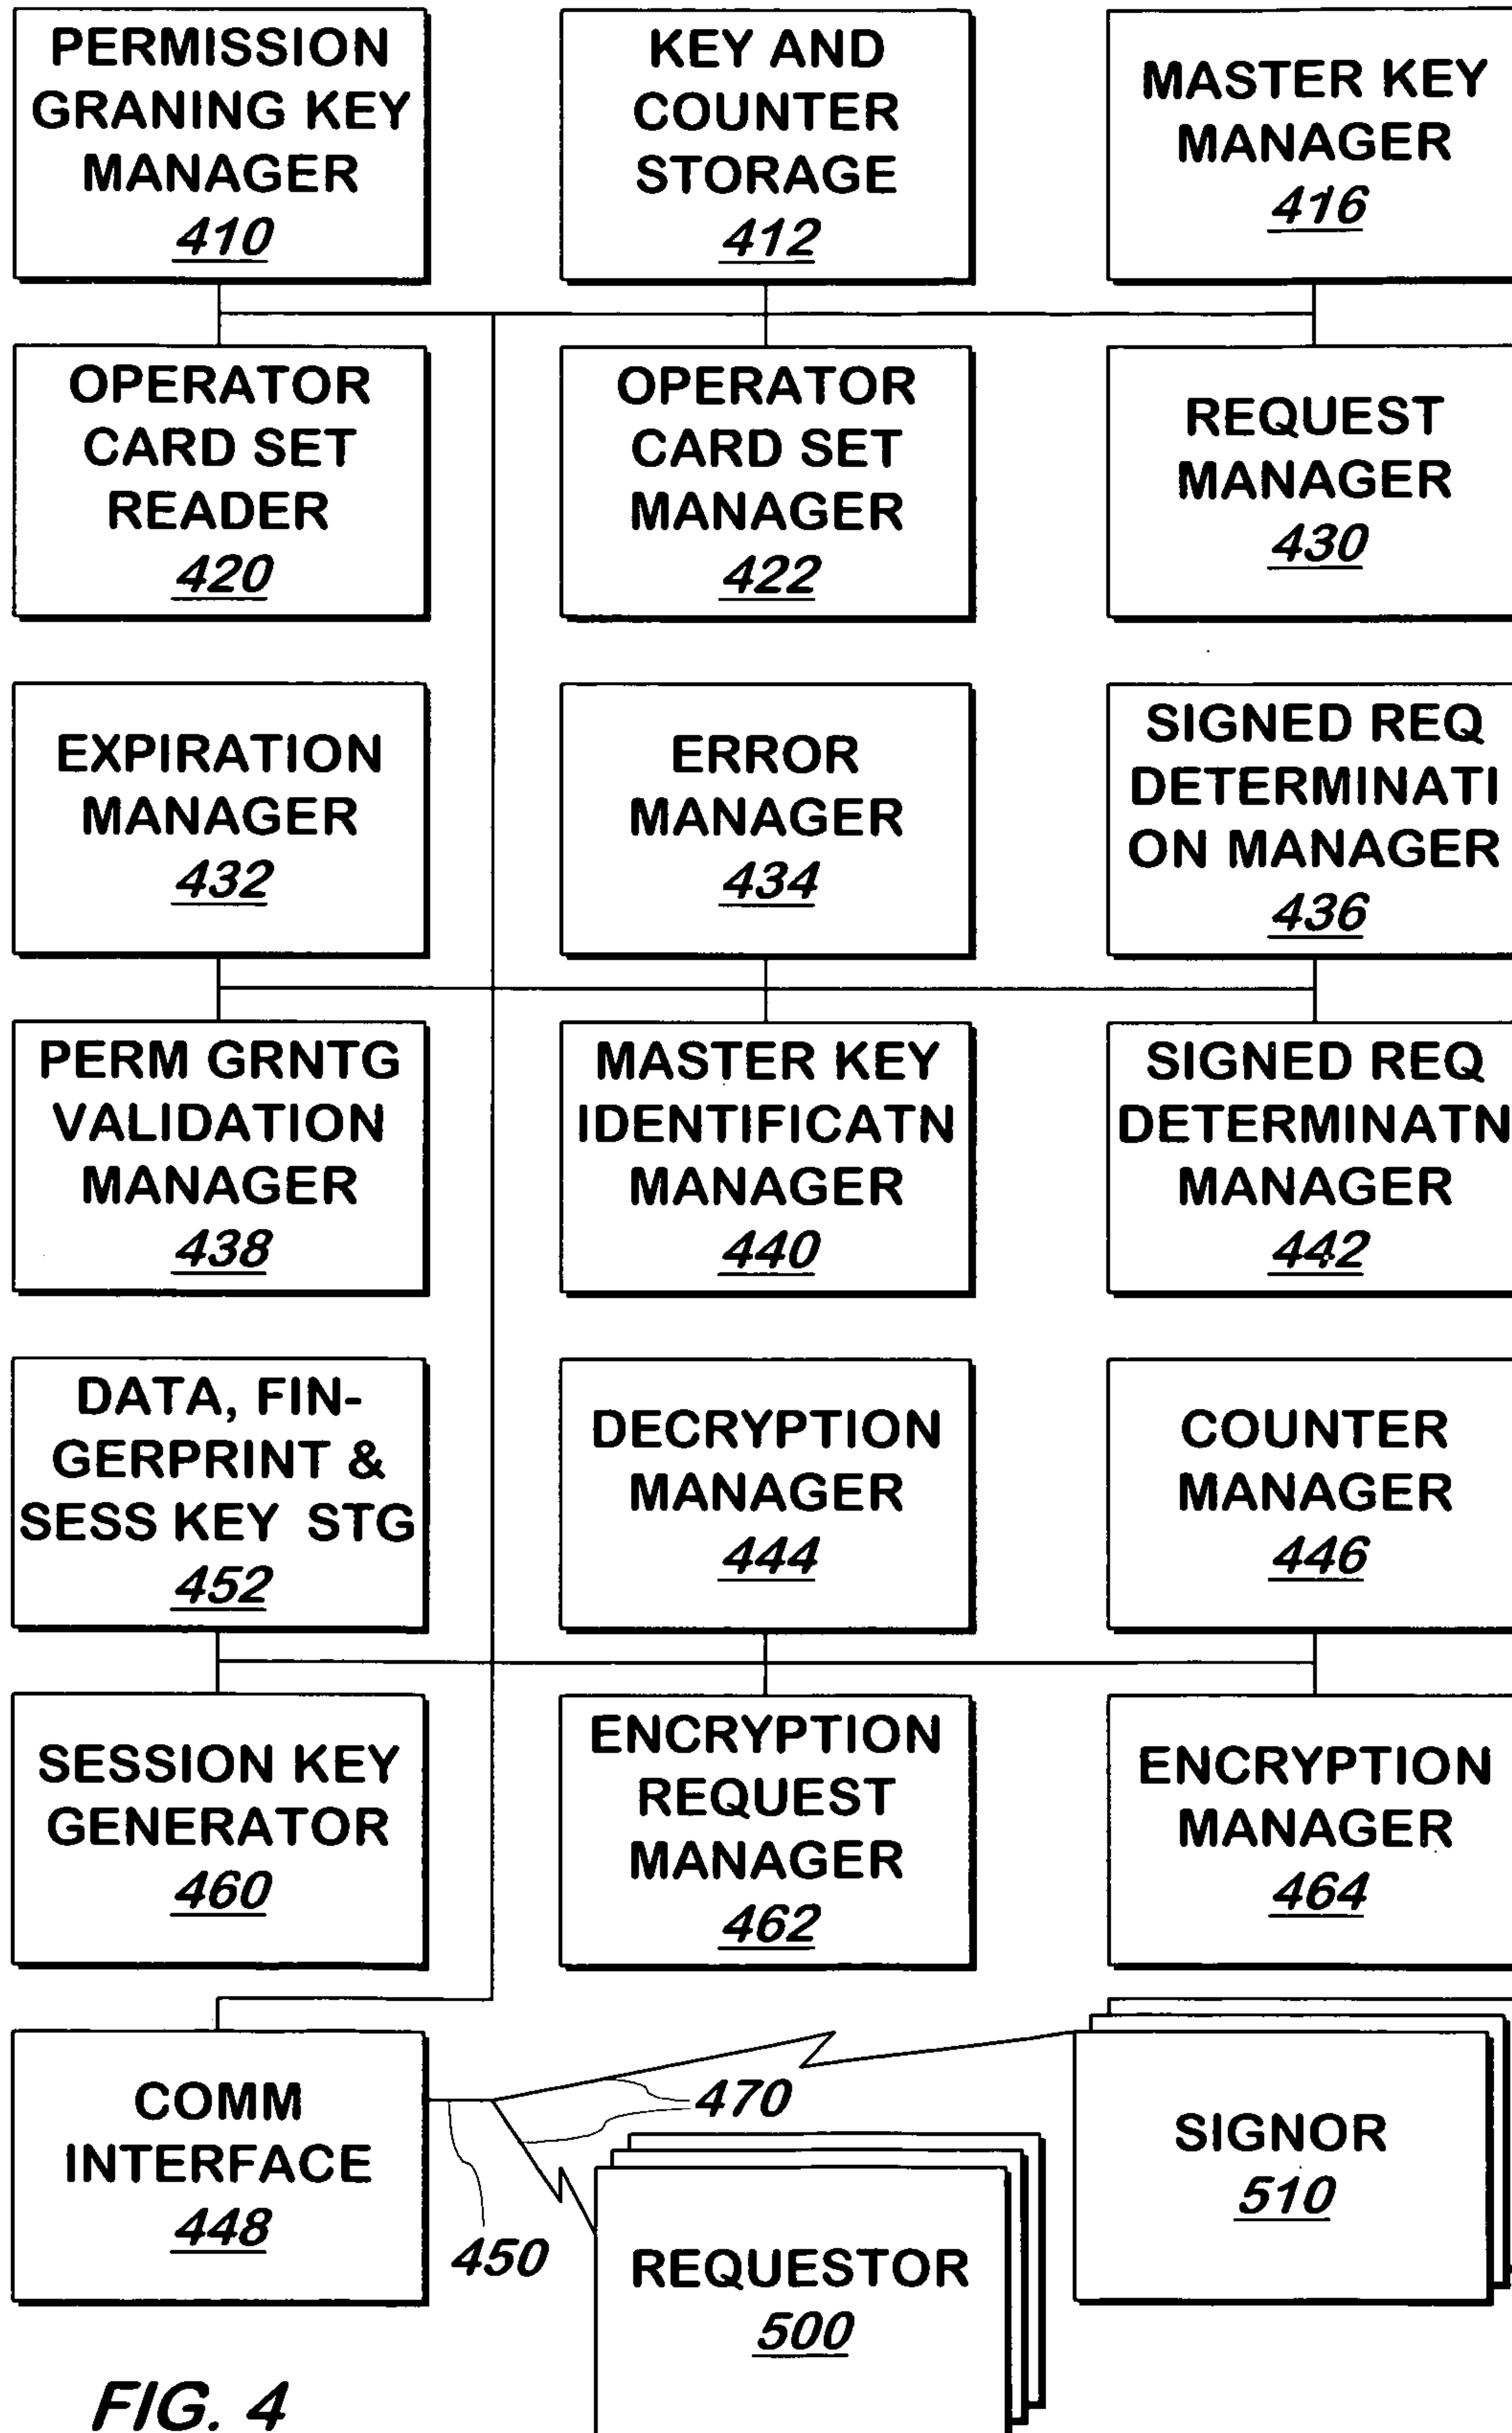 PERMISSION
GRANING KEY
MANAGER
410
KEY AND
COUNTER
STORAGE
412
MASTER KEY
MANAGER
416
OPERATOR
CARD SET
READER
420
OPERATOR
CARD SET
MANAGER
422
REQUEST
MANAGER
430
EXPIRATION
MANAGER
432
ERROR
MANAGER
434
SIGNED REQ
DETERMINATI
ON MANAGER
436
PERM GRNTG
VALIDATION
MANAGER
438
MASTER KEY
IDENTIFICATN
MANAGER
440
SIGNED REQ
DETERMINATN
MANAGER
442
DATA, FIN-
GERPRINT &
SESS KEY STG
452
DECRYPTION
MANAGER
444
COUNTER
MANAGER
446
SESSION KEY
GENERATOR
460
ENCRYPTION
REQUEST
MANAGER
462
ENCRYPTION
MANAGER
464
COMM
INTERFACE
448
450
470
REQUESTOR
500
SIGNOR
510
FIG. 4